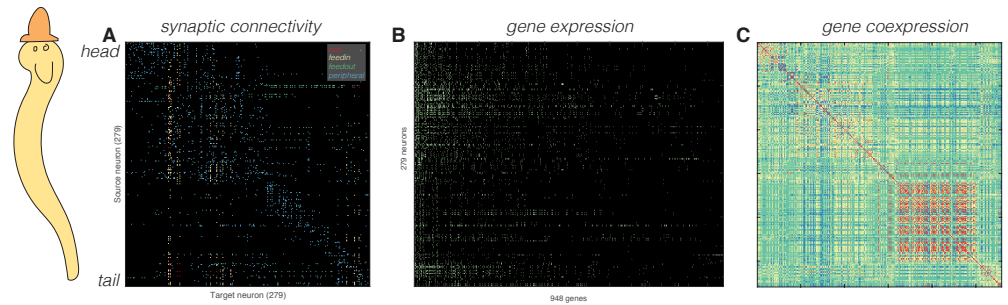 synaptic connectivity
gene expression
gene coexpression
A
B
C
head
tail
rich
feedin
feedout
peripheral
Source neuron (279)
Target neuron (279)
279 neurons
948 genes